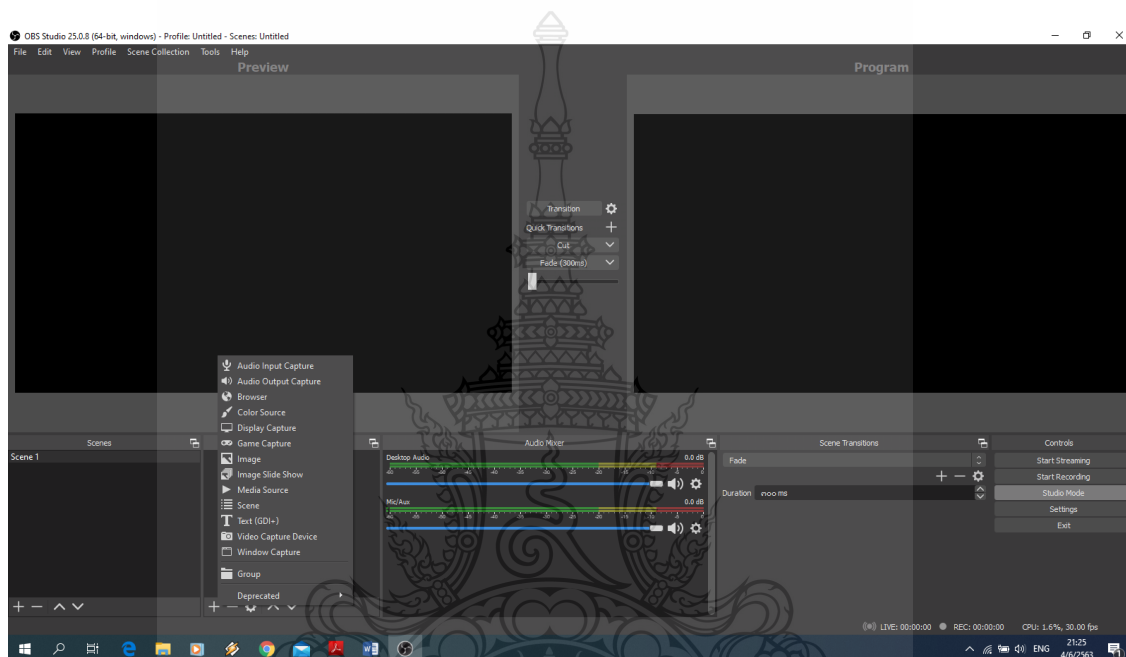 OBS Studio 25.0.8 (64-bit, windows) - Profile: Untitled - Scenes: Untitled
File Edit View Profile Scene Collection Tools Help
Preview
Program
Transition
Quick Transitions
Cut
Fade (300ms)
Audio Input Capture
Audio Output Capture
Browser
Color Source
Display Capture
Game Capture
Image
Image Slide Show
Media Source
Scene
Text (GDI+)
Video Capture Device
Window Capture
Group
Deprecated
Scenes
Scene 1
Audio Mixer
Desktop Audio 0.0 dB
Mic/Aux 0.0 dB
Scene Transitions
Fade
Duration ๓๐๐ ms
Controls
Start Streaming
Start Recording
Studio Mode
Settings
Exit
LIVE: 00:00:00 REC: 00:00:00 CPU: 1.6%, 30.00 fps
ENG
21:25
4/6/2563